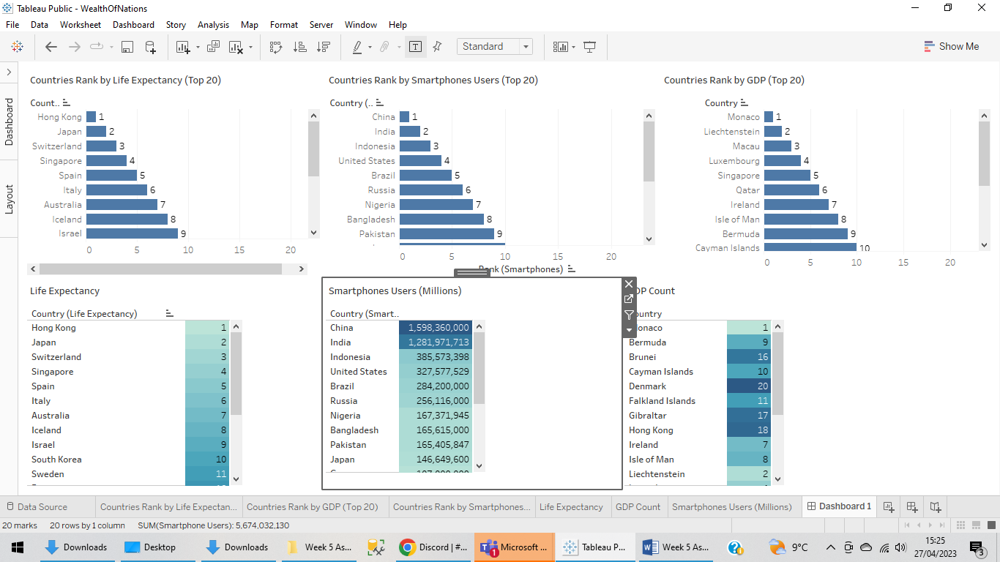 Tableau Public - WealthOfNations
File Data Worksheet Dashboard Story Analysis Map Format Server Window Help
Standard
Show Me
Dashboard
Layout
Countries Rank by Life Expectancy (Top 20)
Count..
Hong Kong 1
Japan 2
Switzerland 3
Singapore 4
Spain 5
Italy 6
Australia 7
Iceland 8
Israel 9
0 5 10 15 20
Countries Rank by Smartphones Users (Top 20)
Country (..
China 1
India 2
Indonesia 3
United States 4
Brazil 5
Russia 6
Nigeria 7
Bangladesh 8
Pakistan 9
0 5 10 15 20
Rank (Smartphones)
Countries Rank by GDP (Top 20)
Country
Monaco 1
Liechtenstein 2
Macau 3
Luxembourg 4
Singapore 5
Qatar 6
Ireland 7
Isle of Man 8
Bermuda 9
Cayman Islands 10
0 5 10 15 20
Life Expectancy
Country (Life Expectancy)
Hong Kong 1
Japan 2
Switzerland 3
Singapore 4
Spain 5
Italy 6
Australia 7
Iceland 8
Israel 9
South Korea 10
Sweden 11
Smartphones Users (Millions)
Country (Smart..
China 1,598,360,000
India 1,281,971,713
Indonesia 385,573,398
United States 327,577,529
Brazil 284,200,000
Russia 256,116,000
Nigeria 167,371,945
Bangladesh 165,615,000
Pakistan 165,405,847
Japan 146,649,600
DP Count
ountry
onaco 1
Bermuda 9
Brunei 16
Cayman Islands 10
Denmark 20
Falkland Islands 11
Gibraltar 17
Hong Kong 18
Ireland 7
Isle of Man 8
Liechtenstein 2
Data Source Countries Rank by Life Expectan... Countries Rank by GDP (Top 20) Countries Rank by Smartphones... Life Expectancy GDP Count Smartphones Users (Millions) Dashboard 1
20 marks 20 rows by 1 column SUM(Smartphone Users): 5,674,032,130
Downloads Desktop Downloads Week 5 As... Discord | #... 1 Microsoft ... Tableau P... Week 5 As... 9°C 15:25
27/04/2023 3